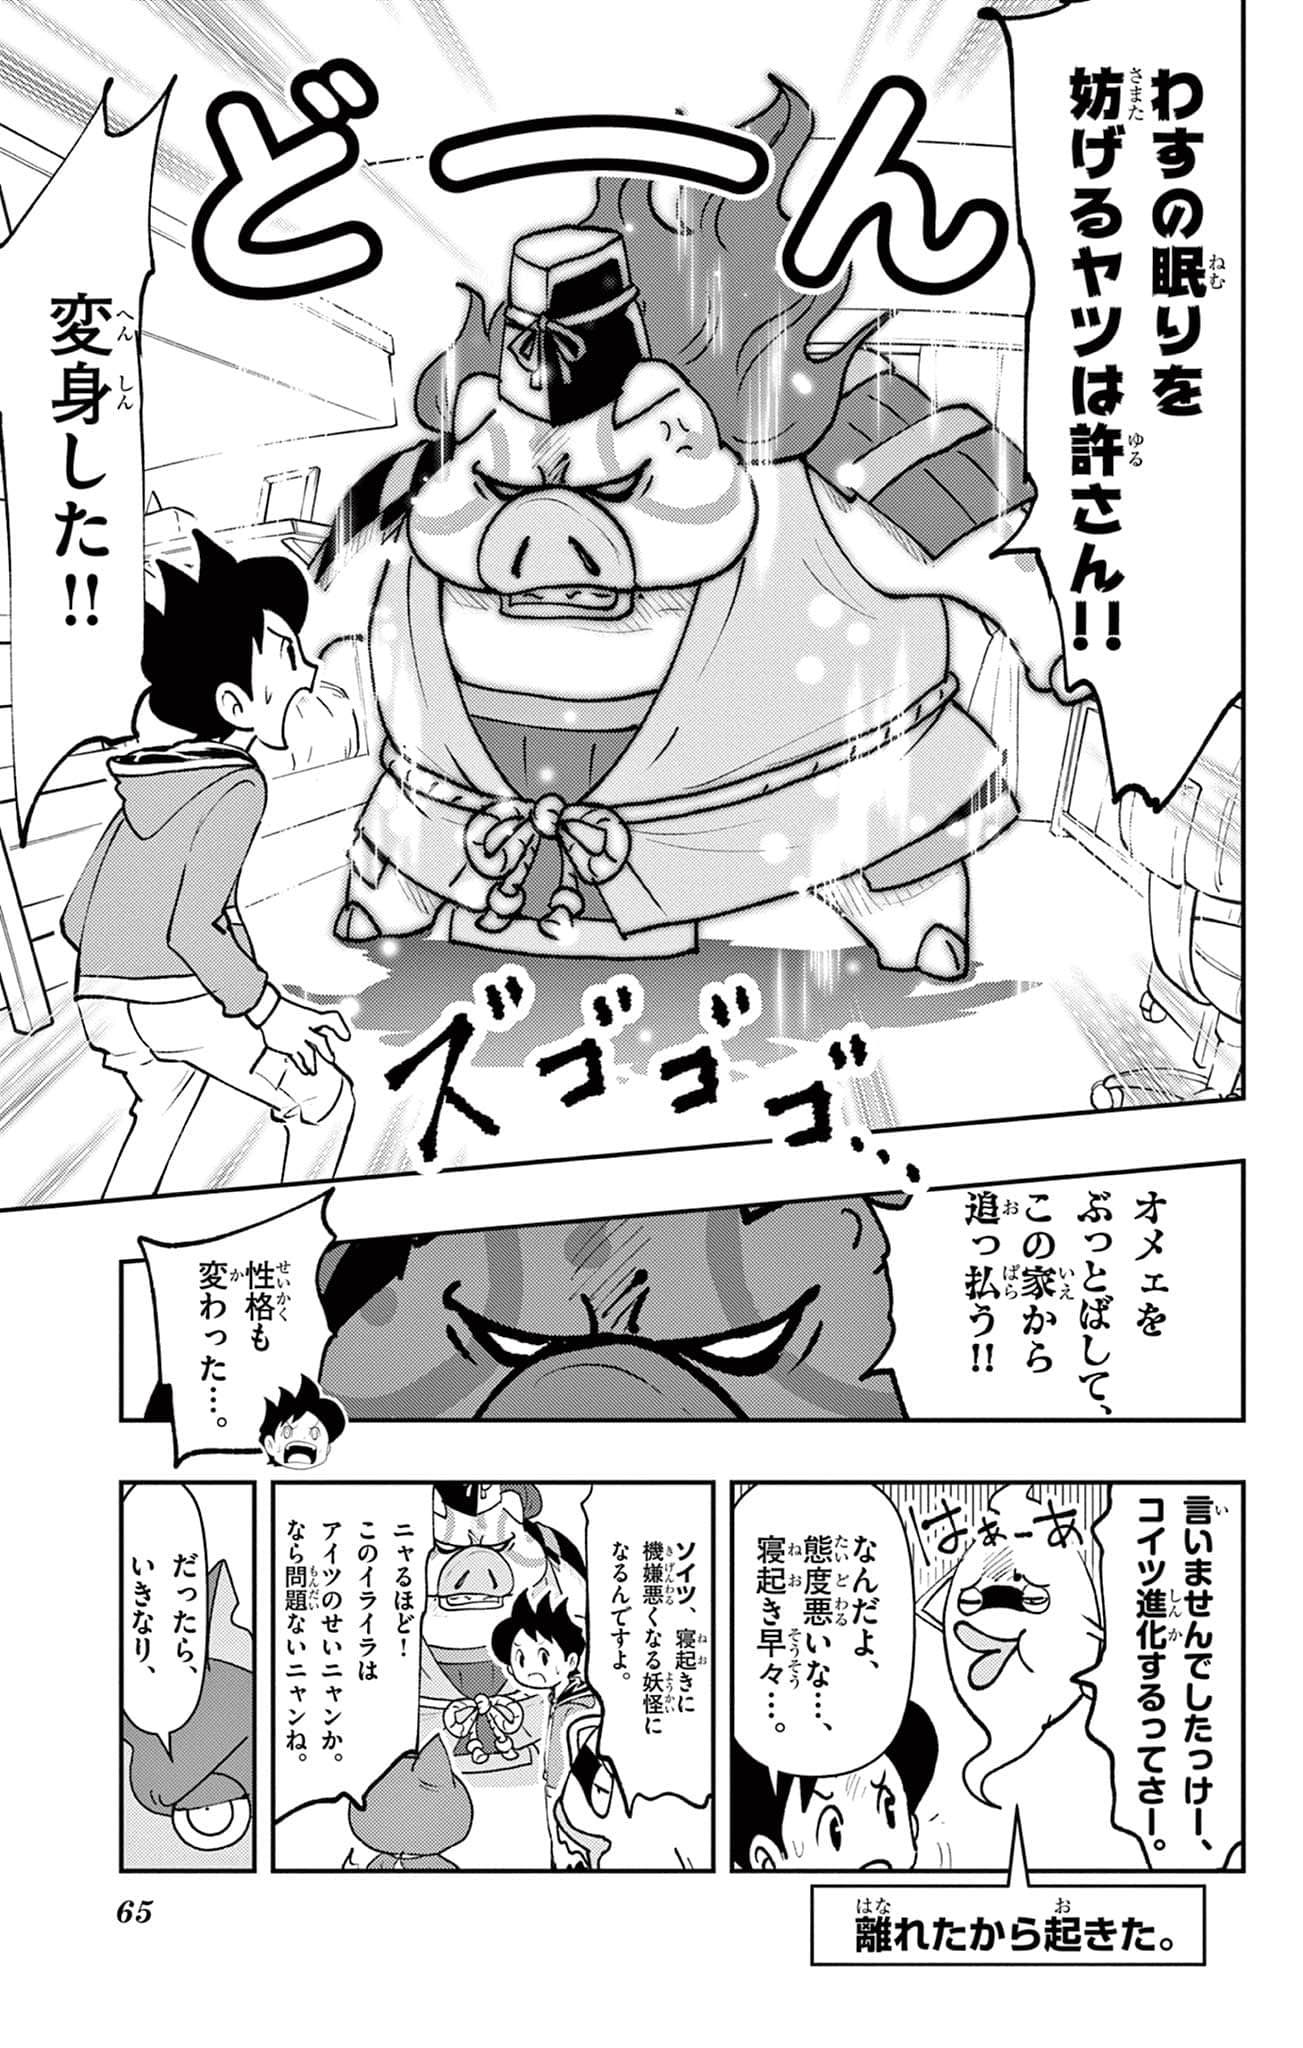 わすの眠りを
妨げるヤツは許さん!!
どーん
変身した!!
ズゴゴゴ…
オメェを
ぶっとばして、
この家から
追っ払う!!
性格も
変わった…。
言いませんでしたっけー、
コイツ進化するってさー。
はぁーあ
なんだよ、
態度悪いな…、
寝起き早々…。
離れたから起きた。
ソイツ、寝起きに
機嫌悪くなる妖怪に
なるんですよ。
ニャるほど!
このイライラは
アイツのせいニャンか。
なら問題ないニャンね。
だったら、
いきなり、
65